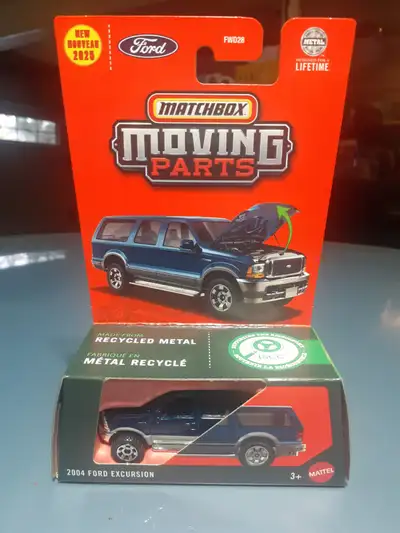 NEW
NOUVEAU
2025
Ford
FWD28
METAL
LIFETIME
MATCHBOX
MOVING
PARTS
MADE FROM
RECYCLED METAL
FABRIQUÉ EN
MÉTAL RECYCLÉ
2004 FORD EXCURSION
3+
MATTEL